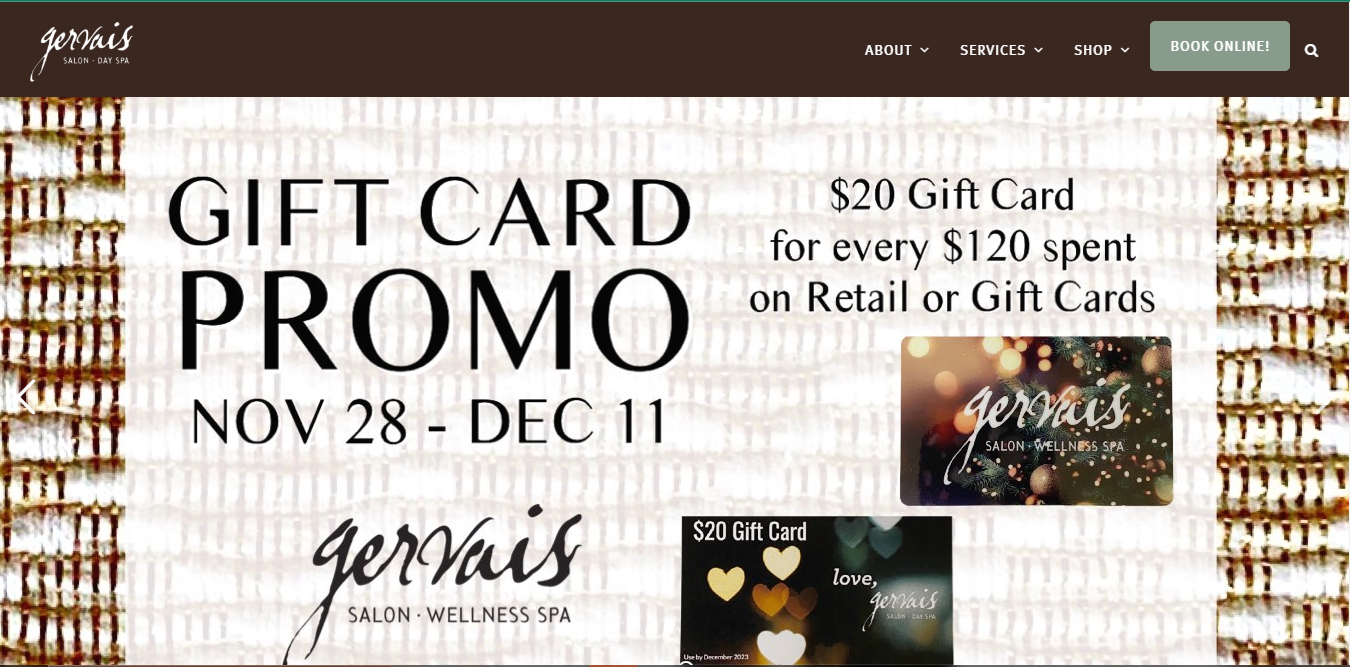 gervais
SALON · DAY SPA
ABOUT
SERVICES
SHOP
BOOK ONLINE!
GIFT CARD
PROMO
NOV 28 - DEC 11
$20 Gift Card
for every $120 spent
on Retail or Gift Cards
gervais
SALON · WELLNESS SPA
gervais
SALON · WELLNESS SPA
$20 Gift Card
love,
gervais
SALON · DAY SPA
Use by December 2023